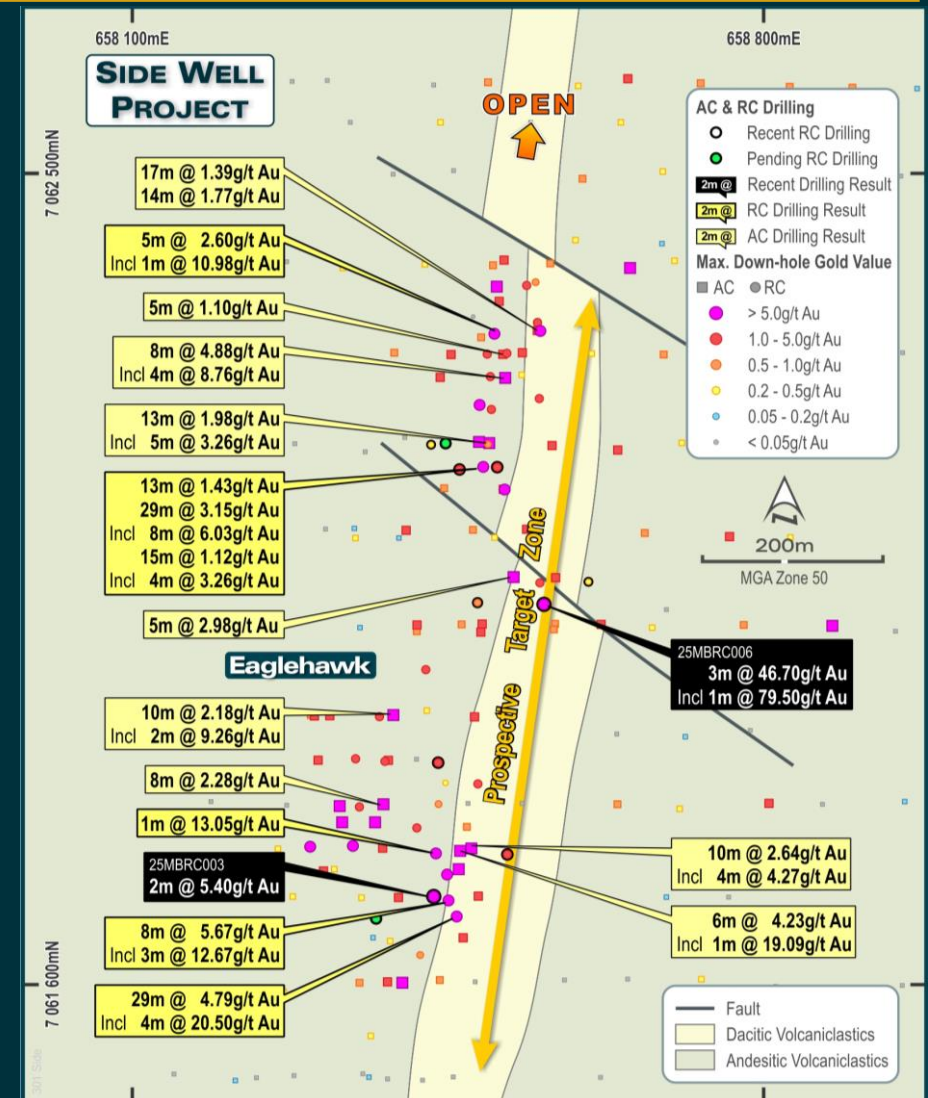 658 100mE
658 800mE
SIDE WELL
PROJECT
OPEN
7 062 500mN
17m @ 1.39g/t Au
14m @ 1.77g/t Au
5m @ 2.60g/t Au
Incl 1m @ 10.98g/t Au
5m @ 1.10g/t Au
8m @ 4.88g/t Au
Incl 4m @ 8.76g/t Au
13m @ 1.98g/t Au
Incl 5m @ 3.26g/t Au
13m @ 1.43g/t Au
29m @ 3.15g/t Au
Incl 8m @ 6.03g/t Au
15m @ 1.12g/t Au
Incl 4m @ 3.26g/t Au
5m @ 2.98g/t Au
Eaglehawk
10m @ 2.18g/t Au
Incl 2m @ 9.26g/t Au
8m @ 2.28g/t Au
1m @ 13.05g/t Au
25MBRC003
2m @ 5.40g/t Au
8m @ 5.67g/t Au
Incl 3m @ 12.67g/t Au
29m @ 4.79g/t Au
Incl 4m @ 20.50g/t Au
7 061 600mN
301 Side
Prospective Target Zone
AC & RC Drilling
Recent RC Drilling
Pending RC Drilling
2m @ Recent Drilling Result
2m @ RC Drilling Result
2m @ AC Drilling Result
Max. Down-hole Gold Value
AC RC
> 5.0g/t Au
1.0 - 5.0g/t Au
0.5 - 1.0g/t Au
0.2 - 0.5g/t Au
0.05 - 0.2g/t Au
< 0.05g/t Au
N
200m
MGA Zone 50
25MBRC006
3m @ 46.70g/t Au
Incl 1m @ 79.50g/t Au
10m @ 2.64g/t Au
Incl 4m @ 4.27g/t Au
6m @ 4.23g/t Au
Incl 1m @ 19.09g/t Au
Fault
Dacitic Volcaniclastics
Andesitic Volcaniclastics